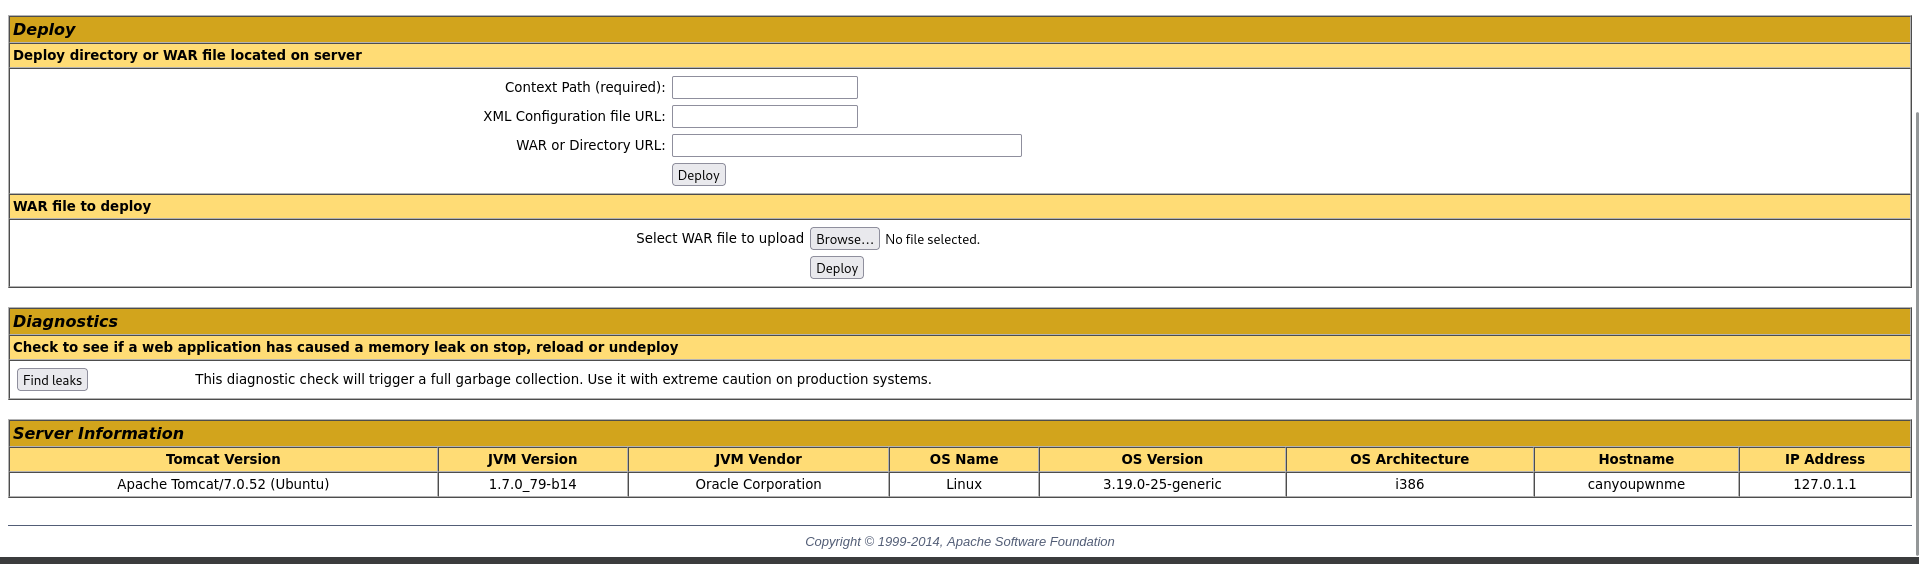 Deploy
Deploy directory or WAR file located on server
Context Path (required):
XML Configuration file URL:
WAR or Directory URL:
Deploy
WAR file to deploy
Select WAR file to upload Browse... No file selected.
Deploy
Diagnostics
Check to see if a web application has caused a memory leak on stop, reload or undeploy
Find leaks This diagnostic check will trigger a full garbage collection. Use it with extreme caution on production systems.
Server Information
Tomcat Version JVM Version JVM Vendor OS Name OS Version OS Architecture Hostname IP Address
Apache Tomcat/7.0.52 (Ubuntu) 1.7.0_79-b14 Oracle Corporation Linux 3.19.0-25-generic i386 canyoupwnme 127.0.1.1
Copyright © 1999-2014, Apache Software Foundation